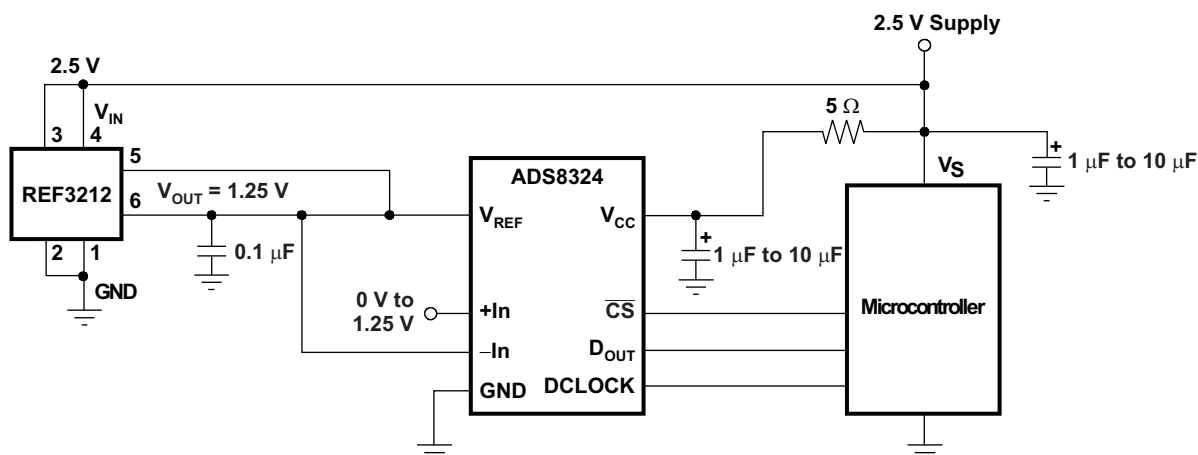 2.5 V Supply
2.5 V
V_IN
3 4
5 Ω
5
REF3212
V_OUT = 1.25 V
6
2 1
GND
0.1 μF
ADS8324
V_REF
V_CC
+
1 μF to 10 μF
0 V to
1.25 V
+In
–In
GND
C̅S̅
D_OUT
DCLOCK
V_S
+
1 μF to 10 μF
Microcontroller